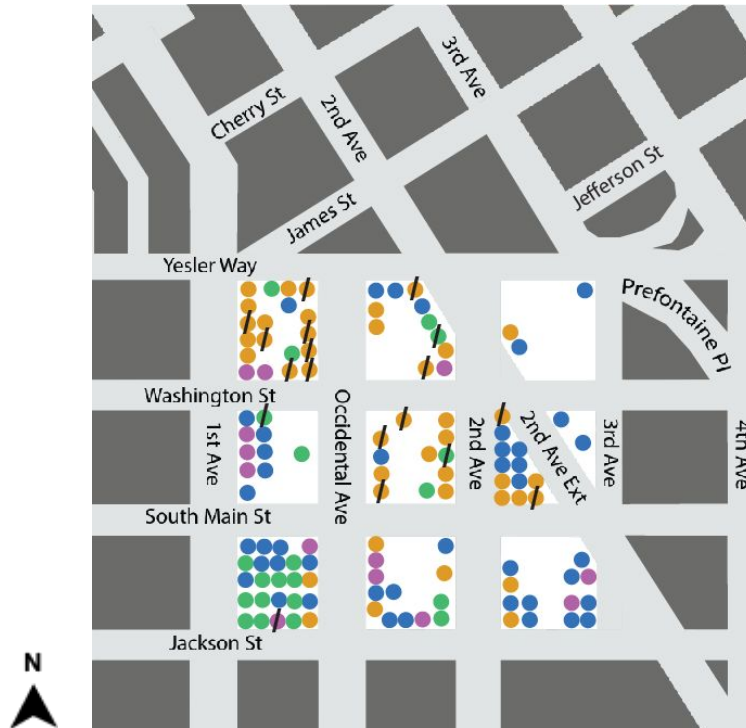 3rd Ave
Cherry St
2nd Ave
Jefferson St
James St
Yesler Way
Prefontaine Pl
Washington St
1st Ave
Occidental Ave
2nd Ave
2nd Ave Ext
3rd Ave
4th Ave
South Main St
Jackson St
N